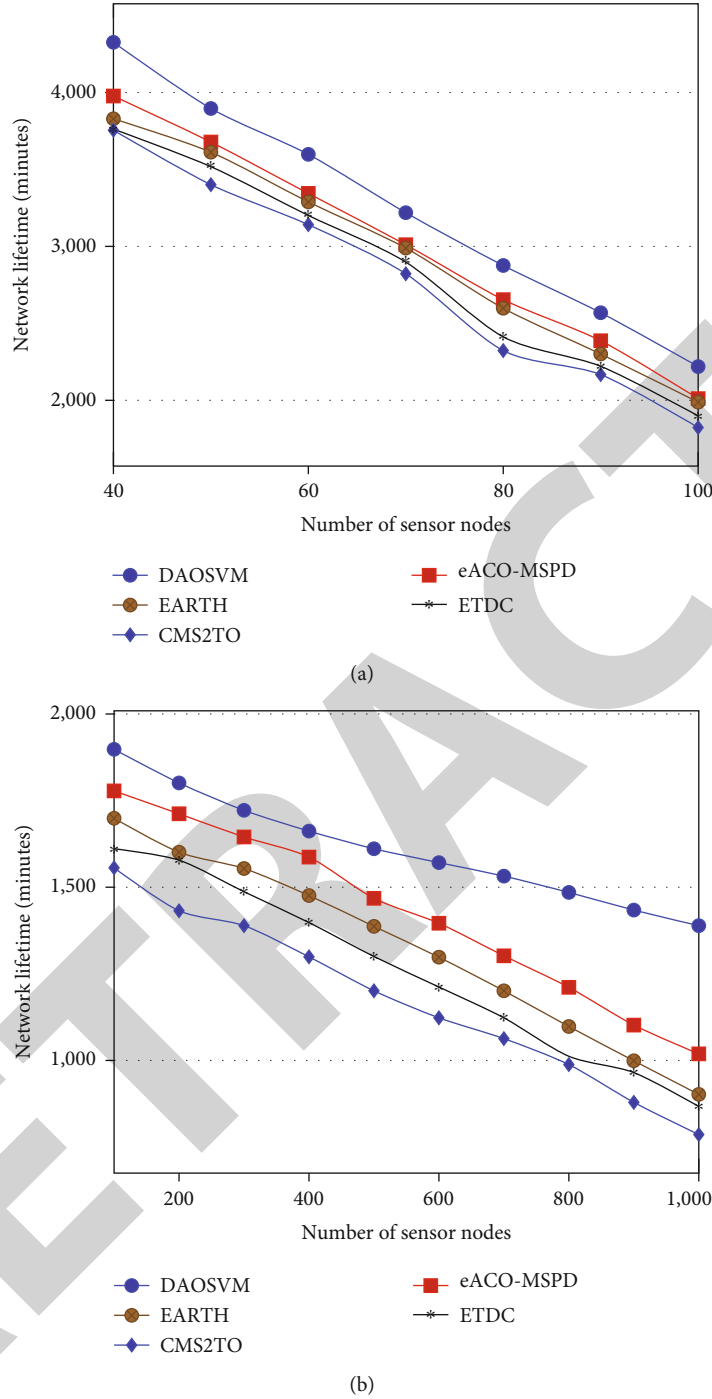 4,000
3,000
2,000
Network lifetime (minutes)
40
60
80
100
Number of sensor nodes
DAOSVM
EARTH
CMS2TO
eACO-MSPD
ETDC
(a)
2,000
1,500
1,000
Network lifetime (minutes)
200
400
600
800
1,000
Number of sensor nodes
DAOSVM
EARTH
CMS2TO
eACO-MSPD
ETDC
(b)
ETRACT